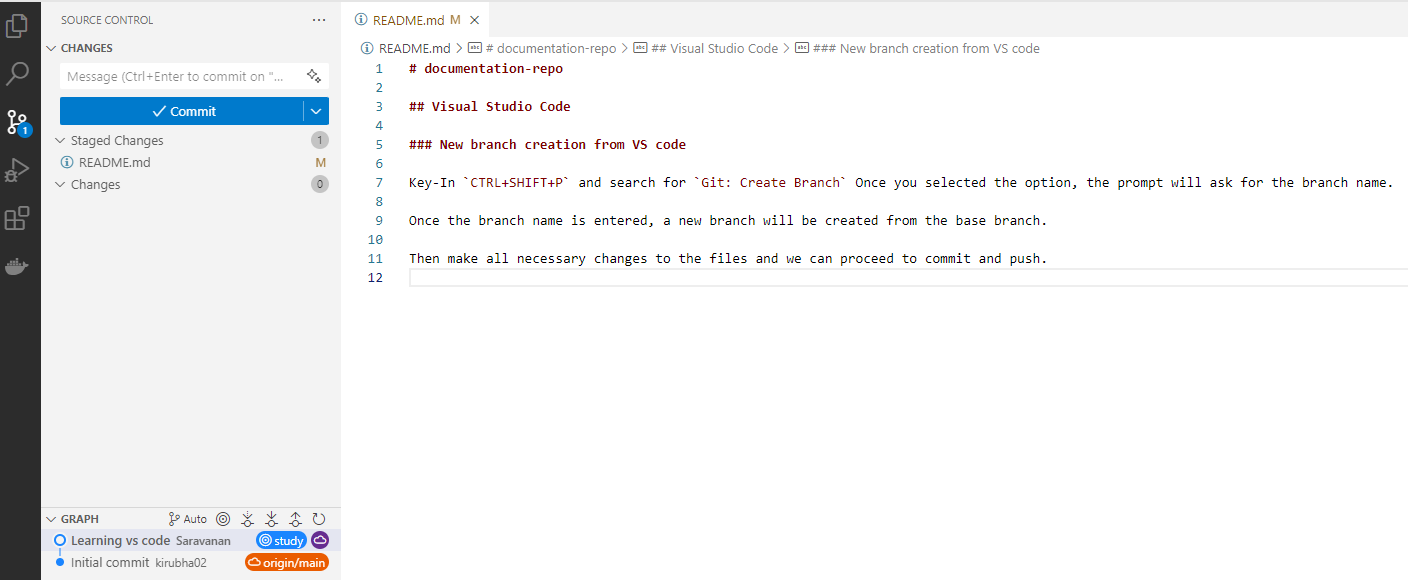 SOURCE CONTROL
CHANGES
Message (Ctrl+Enter to commit on "...
Commit
Staged Changes 1
README.md M
Changes 0
GRAPH Auto
Learning vs code Saravanan study
Initial commit kirubha02 origin/main
1
README.md M
README.md > # documentation-repo > ## Visual Studio Code > ### New branch creation from VS code
1 # documentation-repo
2
3 ## Visual Studio Code
4
5 ### New branch creation from VS code
6
7 Key-In `CTRL+SHIFT+P` and search for `Git: Create Branch` Once you selected the option, the prompt will ask for the branch name.
8
9 Once the branch name is entered, a new branch will be created from the base branch.
10
11 Then make all necessary changes to the files and we can proceed to commit and push.
12